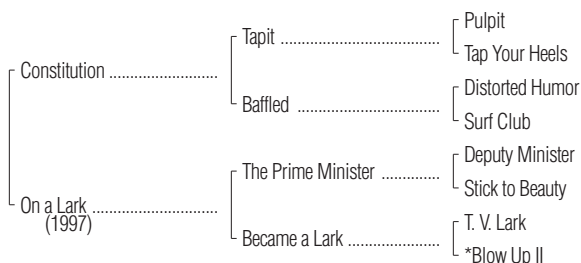 Pulpit
Tapit ........................................
Tap Your Heels
Constitution ...........................
Distorted Humor
Baffled ....................................
Surf Club
Deputy Minister
The Prime Minister ...............
Stick to Beauty
On a Lark ...............................
(1997)
T. V. Lark
Became a Lark ......................
*Blow Up II